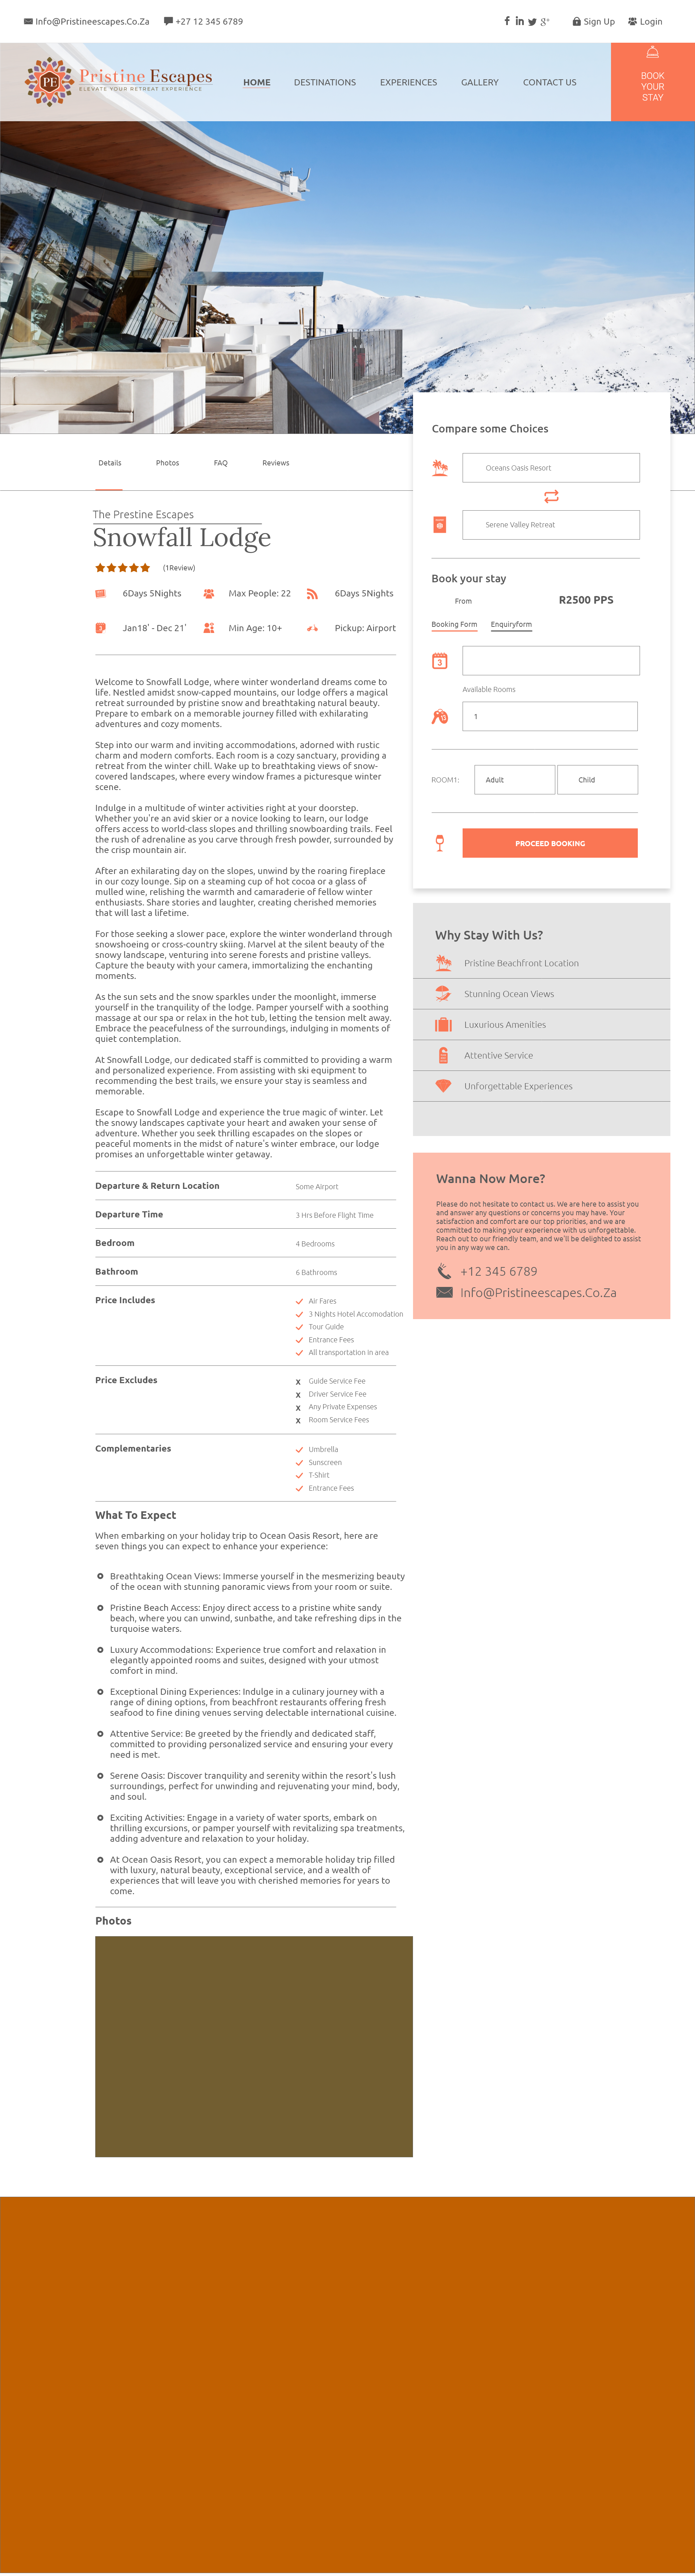 Info@Pristineescapes.Co.Za +27 12 345 6789 Sign Up Login
PE
Pristine Escapes
ELEVATE YOUR RETREAT EXPERIENCE
HOME DESTINATIONS EXPERIENCES GALLERY CONTACT US
BOOK
YOUR
STAY
Details Photos FAQ Reviews
The Prestine Escapes
Snowfall Lodge
(1Review)
6Days 5Nights Max People: 22 6Days 5Nights
Jan18' - Dec 21' Min Age: 10+ Pickup: Airport
Welcome to Snowfall Lodge, where winter wonderland dreams come to
life. Nestled amidst snow-capped mountains, our lodge offers a magical
retreat surrounded by pristine snow and breathtaking natural beauty.
Prepare to embark on a memorable journey filled with exhilarating
adventures and cozy moments.
Step into our warm and inviting accommodations, adorned with rustic
charm and modern comforts. Each room is a cozy sanctuary, providing a
retreat from the winter chill. Wake up to breathtaking views of snow-
covered landscapes, where every window frames a picturesque winter
scene.
Indulge in a multitude of winter activities right at your doorstep.
Whether you're an avid skier or a novice looking to learn, our lodge
offers access to world-class slopes and thrilling snowboarding trails. Feel
the rush of adrenaline as you carve through fresh powder, surrounded by
the crisp mountain air.
After an exhilarating day on the slopes, unwind by the roaring fireplace
in our cozy lounge. Sip on a steaming cup of hot cocoa or a glass of
mulled wine, relishing the warmth and camaraderie of fellow winter
enthusiasts. Share stories and laughter, creating cherished memories
that will last a lifetime.
For those seeking a slower pace, explore the winter wonderland through
snowshoeing or cross-country skiing. Marvel at the silent beauty of the
snowy landscape, venturing into serene forests and pristine valleys.
Capture the beauty with your camera, immortalizing the enchanting
moments.
As the sun sets and the snow sparkles under the moonlight, immerse
yourself in the tranquility of the lodge. Pamper yourself with a soothing
massage at our spa or relax in the hot tub, letting the tension melt away.
Embrace the peacefulness of the surroundings, indulging in moments of
quiet contemplation.
At Snowfall Lodge, our dedicated staff is committed to providing a warm
and personalized experience. From assisting with ski equipment to
recommending the best trails, we ensure your stay is seamless and
memorable.
Escape to Snowfall Lodge and experience the true magic of winter. Let
the snowy landscapes captivate your heart and awaken your sense of
adventure. Whether you seek thrilling escapades on the slopes or
peaceful moments in the midst of nature's winter embrace, our lodge
promises an unforgettable winter getaway.
Departure & Return Location Some Airport
Departure Time 3 Hrs Before Flight Time
Bedroom 4 Bedrooms
Bathroom 6 Bathrooms
Price Includes Air Fares
3 Nights Hotel Accomodation
Tour Guide
Entrance Fees
All transportation in area
Price Excludes x Guide Service Fee
x Driver Service Fee
x Any Private Expenses
x Room Service Fees
Complementaries Umbrella
Sunscreen
T-Shirt
Entrance Fees
What To Expect
When embarking on your holiday trip to Ocean Oasis Resort, here are
seven things you can expect to enhance your experience:
Breathtaking Ocean Views: Immerse yourself in the mesmerizing beauty
of the ocean with stunning panoramic views from your room or suite.
Pristine Beach Access: Enjoy direct access to a pristine white sandy
beach, where you can unwind, sunbathe, and take refreshing dips in the
turquoise waters.
Luxury Accommodations: Experience true comfort and relaxation in
elegantly appointed rooms and suites, designed with your utmost
comfort in mind.
Exceptional Dining Experiences: Indulge in a culinary journey with a
range of dining options, from beachfront restaurants offering fresh
seafood to fine dining venues serving delectable international cuisine.
Attentive Service: Be greeted by the friendly and dedicated staff,
committed to providing personalized service and ensuring your every
need is met.
Serene Oasis: Discover tranquility and serenity within the resort's lush
surroundings, perfect for unwinding and rejuvenating your mind, body,
and soul.
Exciting Activities: Engage in a variety of water sports, embark on
thrilling excursions, or pamper yourself with revitalizing spa treatments,
adding adventure and relaxation to your holiday.
At Ocean Oasis Resort, you can expect a memorable holiday trip filled
with luxury, natural beauty, exceptional service, and a wealth of
experiences that will leave you with cherished memories for years to
come.
Photos
Compare some Choices
Oceans Oasis Resort
Serene Valley Retreat
Book your stay
From R2500 PPS
Booking Form Enquiryform
3
Available Rooms
1
ROOM1: Adult Child
PROCEED BOOKING
Why Stay With Us?
Pristine Beachfront Location
Stunning Ocean Views
Luxurious Amenities
Attentive Service
Unforgettable Experiences
Wanna Now More?
Please do not hesitate to contact us. We are here to assist you
and answer any questions or concerns you may have. Your
satisfaction and comfort are our top priorities, and we are
committed to making your experience with us unforgettable.
Reach out to our friendly team, and we'll be delighted to assist
you in any way we can.
+12 345 6789
Info@Pristineescapes.Co.Za